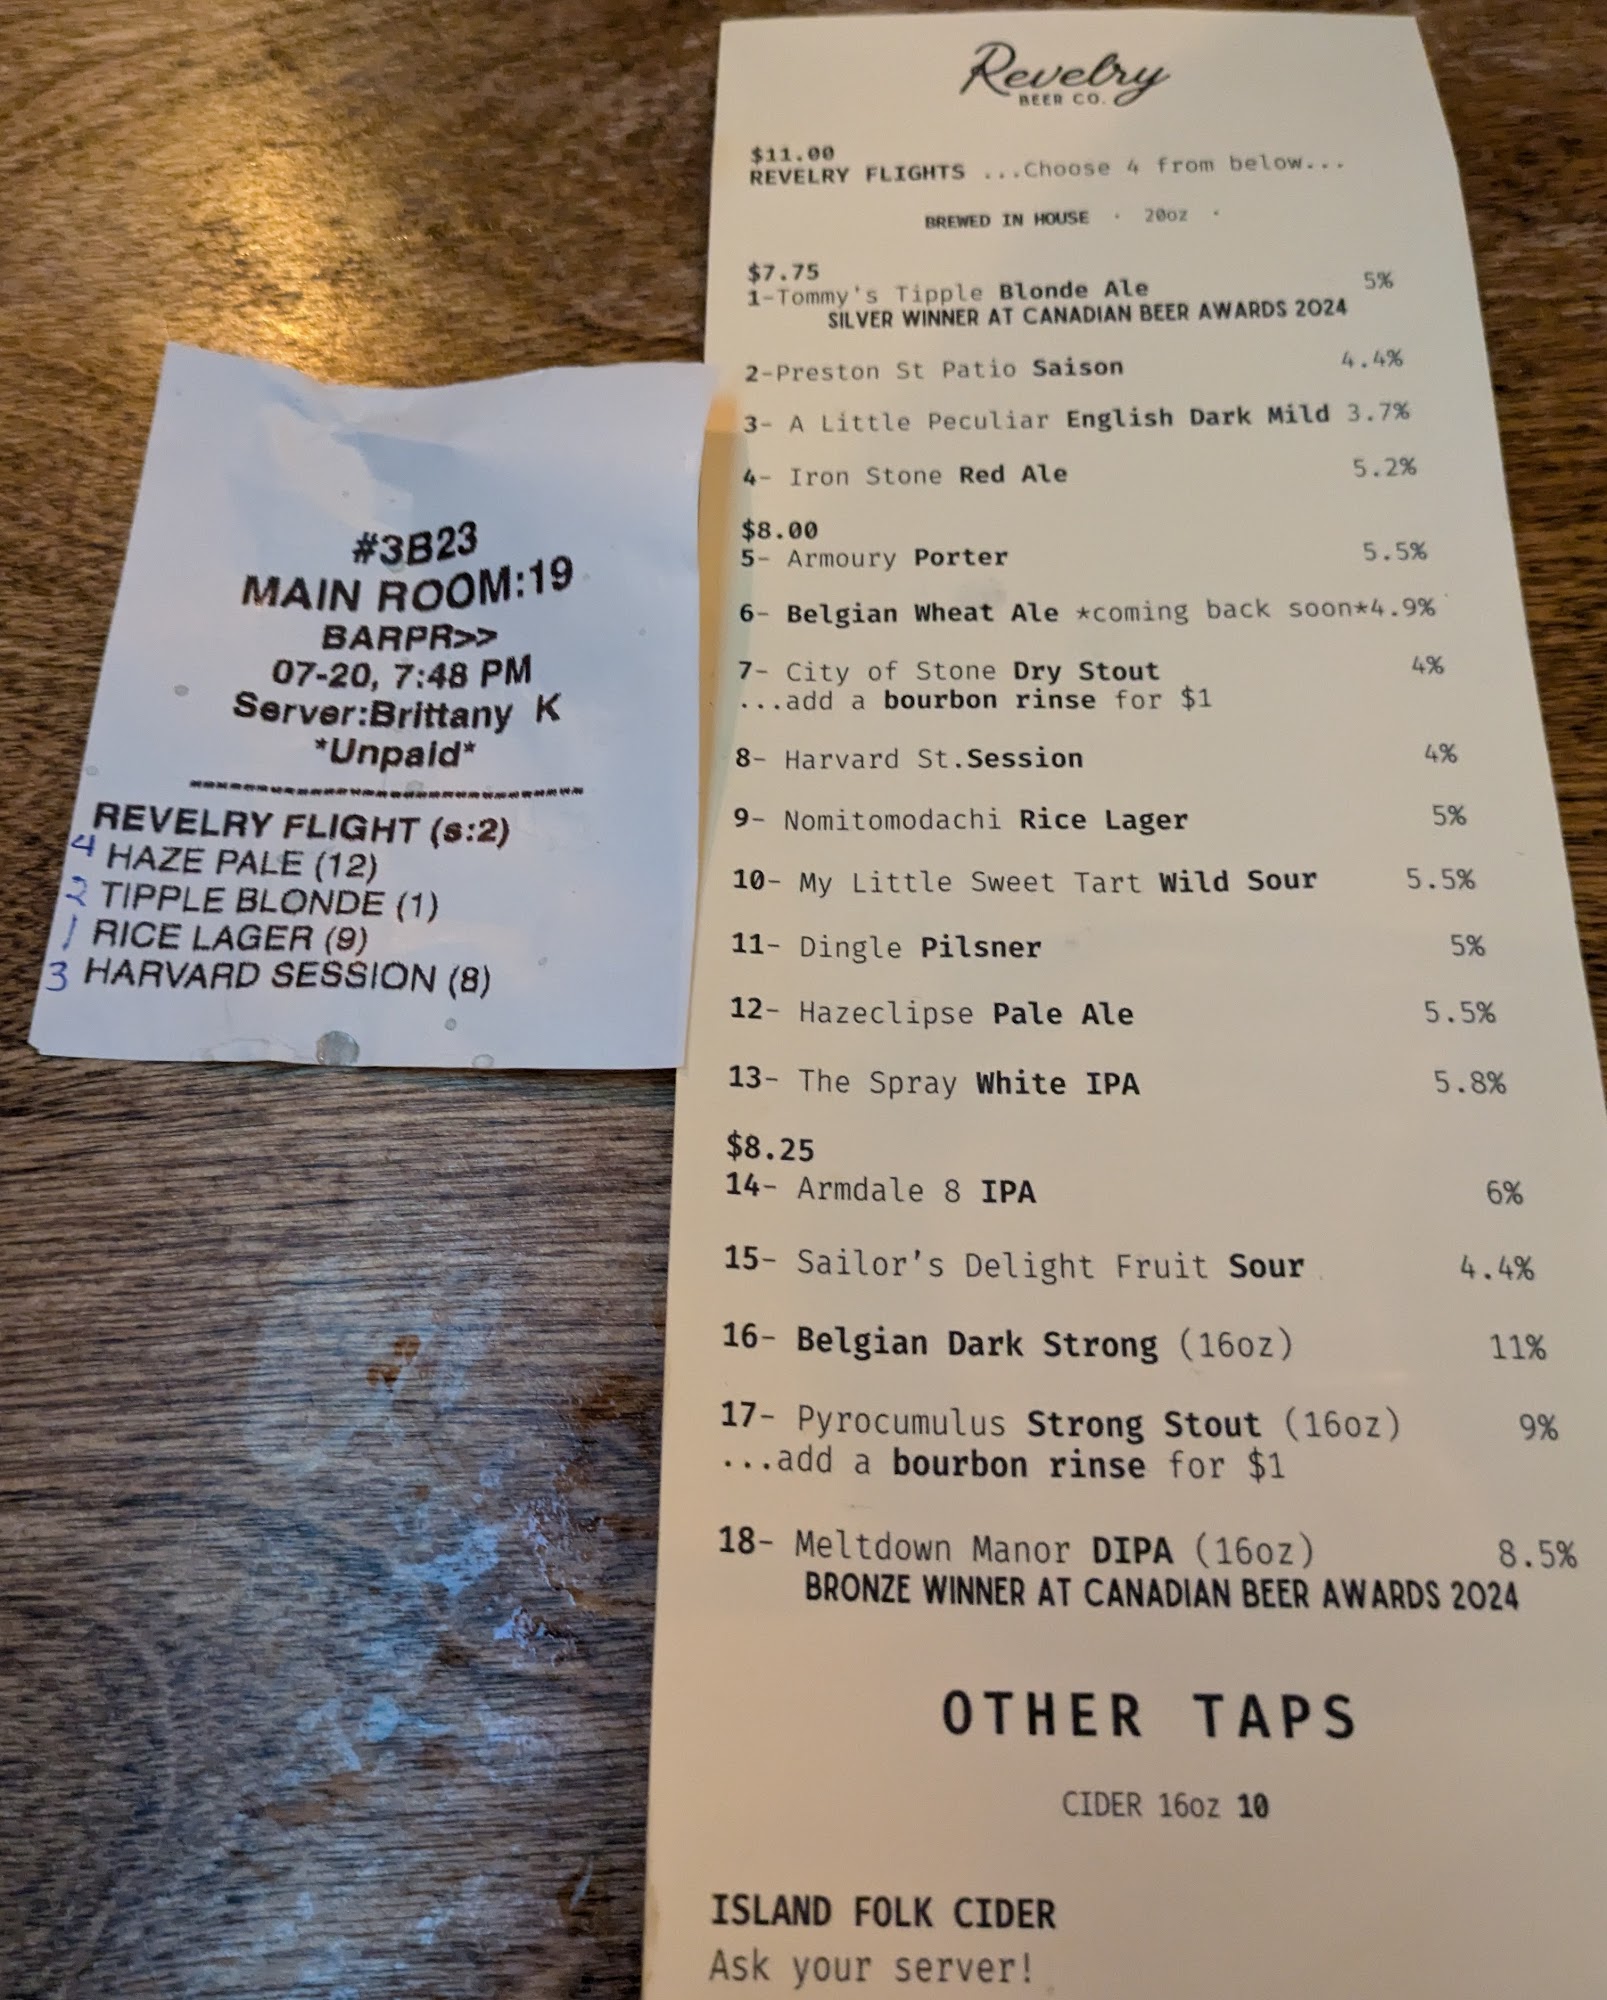 #3B23
MAIN ROOM:19
BARPR>>
07-20, 7:48 PM
Server:Brittany K
*Unpaid*
REVELRY FLIGHT (s:2)
4 HAZE PALE (12)
2 TIPPLE BLONDE (1)
1 RICE LAGER (9)
3 HARVARD SESSION (8)
Revelry
BEER CO.
$11.00
REVELRY FLIGHTS ...Choose 4 from below...
BREWED IN HOUSE · 20oz ·
$7.75
1-Tommy's Tipple Blonde Ale 5%
SILVER WINNER AT CANADIAN BEER AWARDS 2024
2-Preston St Patio Saison 4.4%
3- A Little Peculiar English Dark Mild 3.7%
4- Iron Stone Red Ale 5.2%
$8.00
5- Armoury Porter 5.5%
6- Belgian Wheat Ale *coming back soon*4.9%
7- City of Stone Dry Stout 4%
...add a bourbon rinse for $1
8- Harvard St.Session 4%
9- Nomitomodachi Rice Lager 5%
10- My Little Sweet Tart Wild Sour 5.5%
11- Dingle Pilsner 5%
12- Hazeclipse Pale Ale 5.5%
13- The Spray White IPA 5.8%
$8.25
14- Armdale 8 IPA 6%
15- Sailor's Delight Fruit Sour 4.4%
16- Belgian Dark Strong (16oz) 11%
17- Pyrocumulus Strong Stout (16oz) 9%
...add a bourbon rinse for $1
18- Meltdown Manor DIPA (16oz) 8.5%
BRONZE WINNER AT CANADIAN BEER AWARDS 2024
OTHER TAPS
CIDER 16oz 10
ISLAND FOLK CIDER
Ask your server!